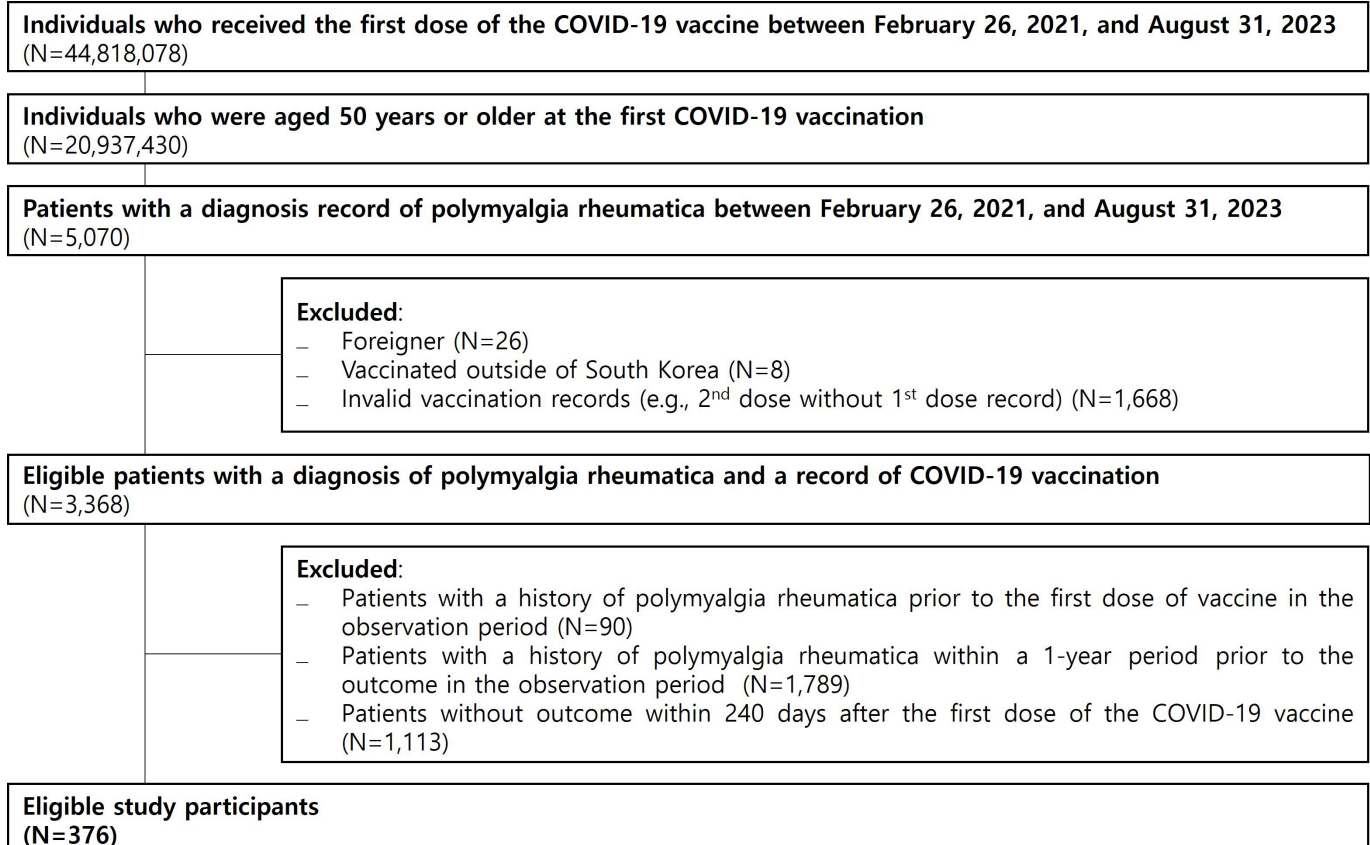 Individuals who received the first dose of the COVID-19 vaccine between February 26, 2021, and August 31, 2023
(N=44,818,078)
Individuals who were aged 50 years or older at the first COVID-19 vaccination
(N=20,937,430)
Patients with a diagnosis record of polymyalgia rheumatica between February 26, 2021, and August 31, 2023
(N=5,070)
Excluded:
– Foreigner (N=26)
– Vaccinated outside of South Korea (N=8)
– Invalid vaccination records (e.g., 2nd dose without 1st dose record) (N=1,668)
Eligible patients with a diagnosis of polymyalgia rheumatica and a record of COVID-19 vaccination
(N=3,368)
Excluded:
– Patients with a history of polymyalgia rheumatica prior to the first dose of vaccine in the
observation period (N=90)
– Patients with a history of polymyalgia rheumatica within a 1-year period prior to the
outcome in the observation period (N=1,789)
– Patients without outcome within 240 days after the first dose of the COVID-19 vaccine
(N=1,113)
Eligible study participants
(N=376)